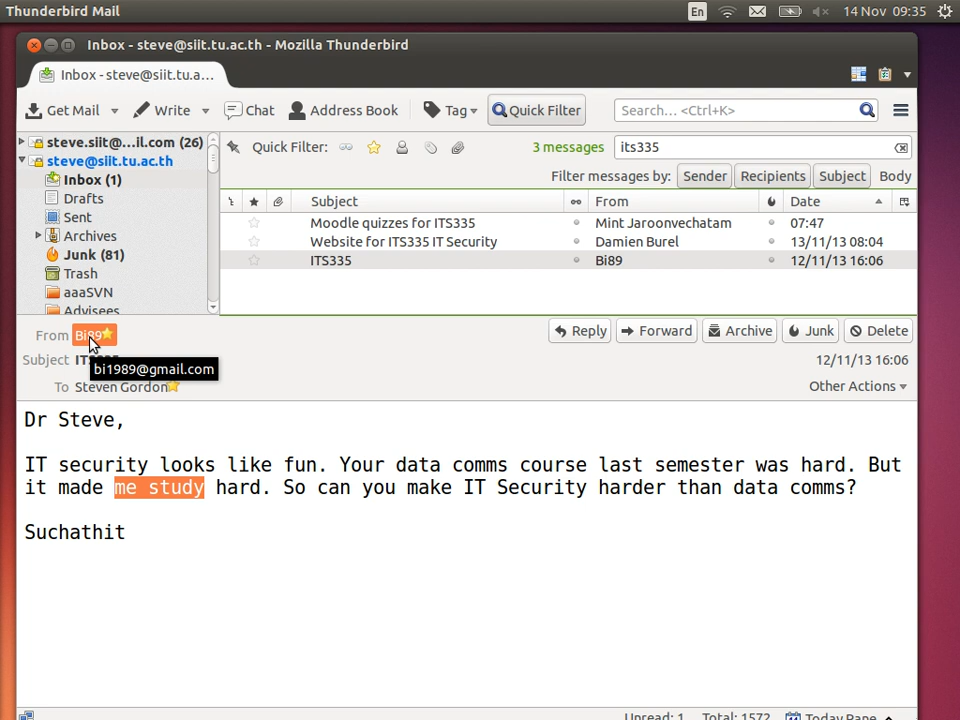 Thunderbird Mail En 14 Nov 09:35
Inbox - steve@siit.tu.ac.th - Mozilla Thunderbird
Inbox - steve@siit.tu.a...
Get Mail Write Chat Address Book Tag Quick Filter Search... <Ctrl+K>
steve.siit@...il.com (26)
steve@siit.tu.ac.th
Inbox (1)
Drafts
Sent
Archives
Junk (81)
Trash
aaaSVN
Advisees
Quick Filter: 3 messages its335
Filter messages by: Sender Recipients Subject Body
Subject From Date
Moodle quizzes for ITS335 Mint Jaroonvechatam 07:47
Website for ITS335 IT Security Damien Burel 13/11/13 08:04
ITS335 Bi89 12/11/13 16:06
From Bi89 Reply Forward Archive Junk Delete
Subject ITS335 12/11/13 16:06
bi1989@gmail.com
To Steven Gordon Other Actions
Dr Steve,
IT security looks like fun. Your data comms course last semester was hard. But
it made me study hard. So can you make IT Security harder than data comms?
Suchathit
Unread: 1 Total: 1572 Today Pane